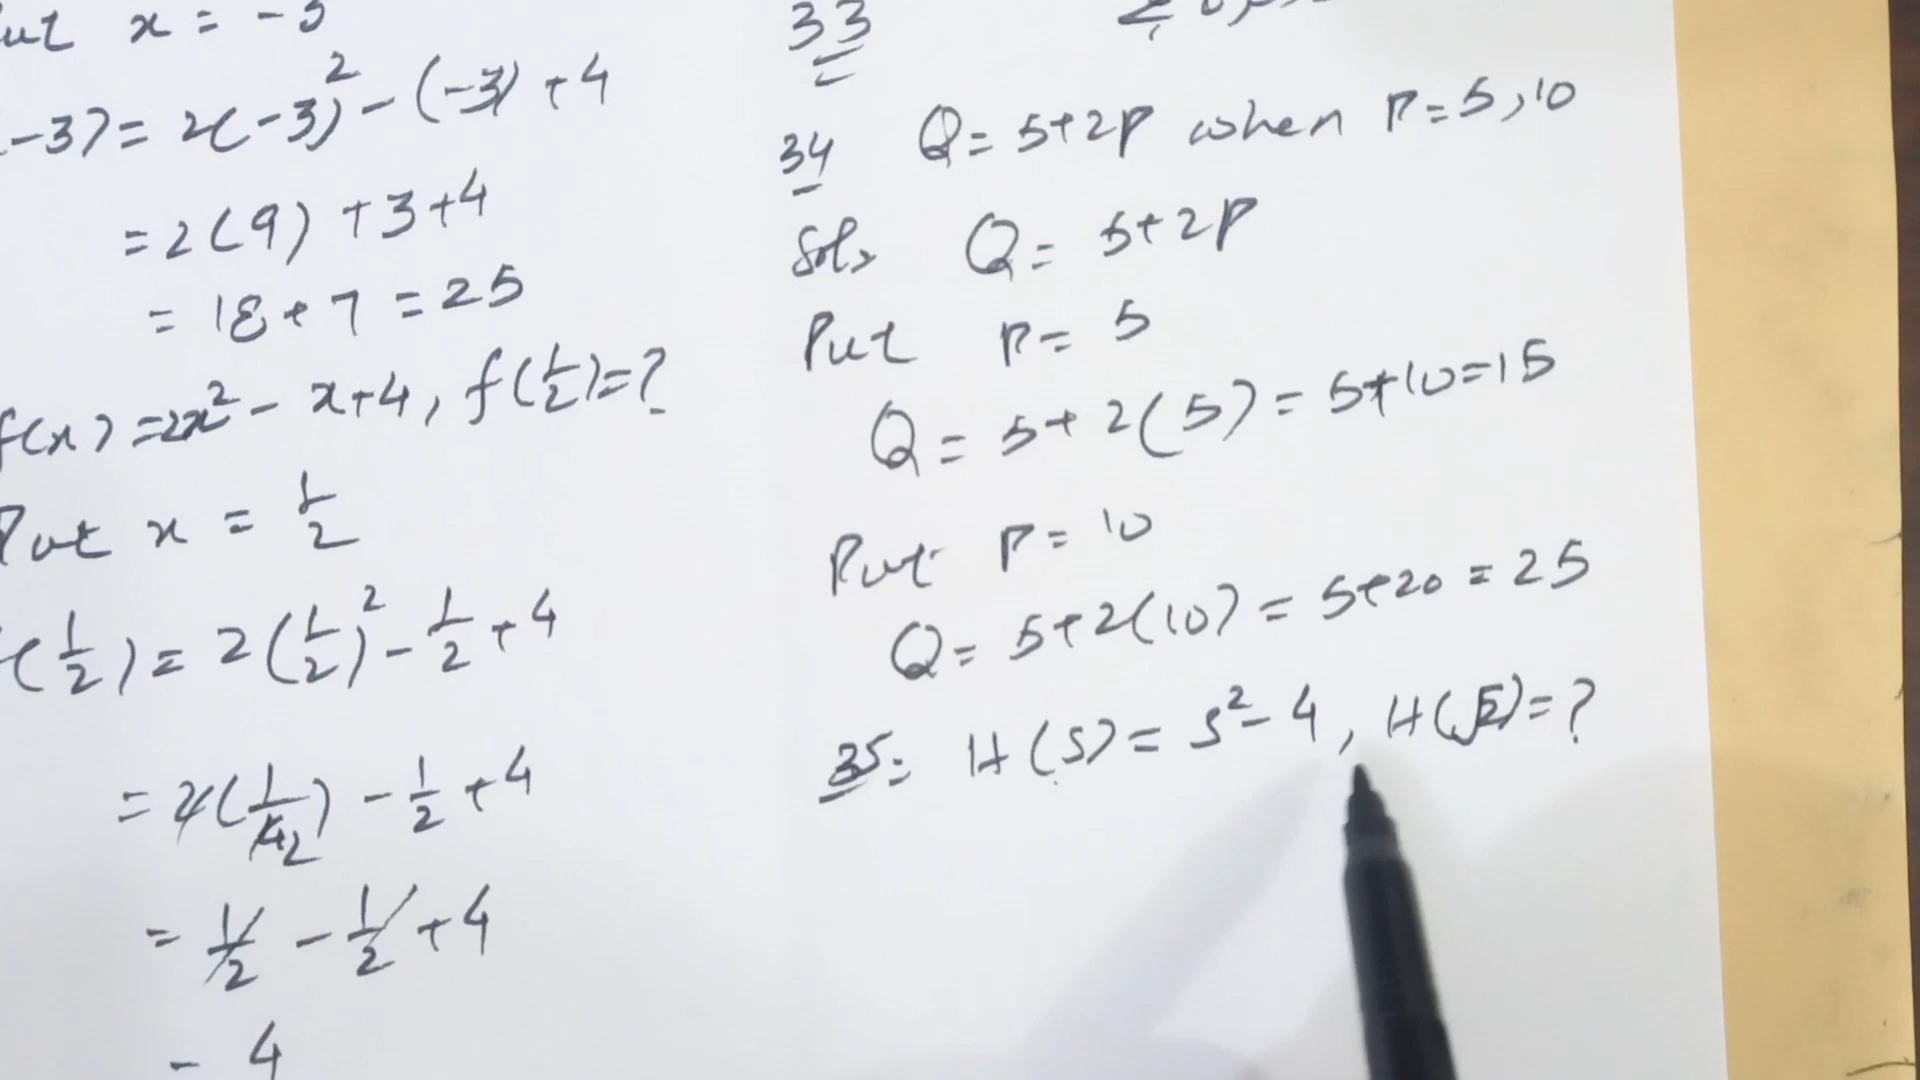 x = -3
-3) = 2(-3)² - (-3) + 4
= 2(9) + 3 + 4
= 18 + 7 = 25
f(x) = 2x² - x + 4, f(1/2) = ?
Put x = 1/2
(1/2) = 2(1/2)² - 1/2 + 4
= 2(1/42) - 1/2 + 4
= 1/2 - 1/2 + 4
- 4
33
34 Q = 5 + 2P when P = 5, 10
Sol: Q = 5 + 2P
Put P = 5
Q = 5 + 2(5) = 5 + 10 = 15
Put P = 10
Q = 5 + 2(10) = 5 + 20 = 25
35: H(S) = S² - 4, H(√2) = ?